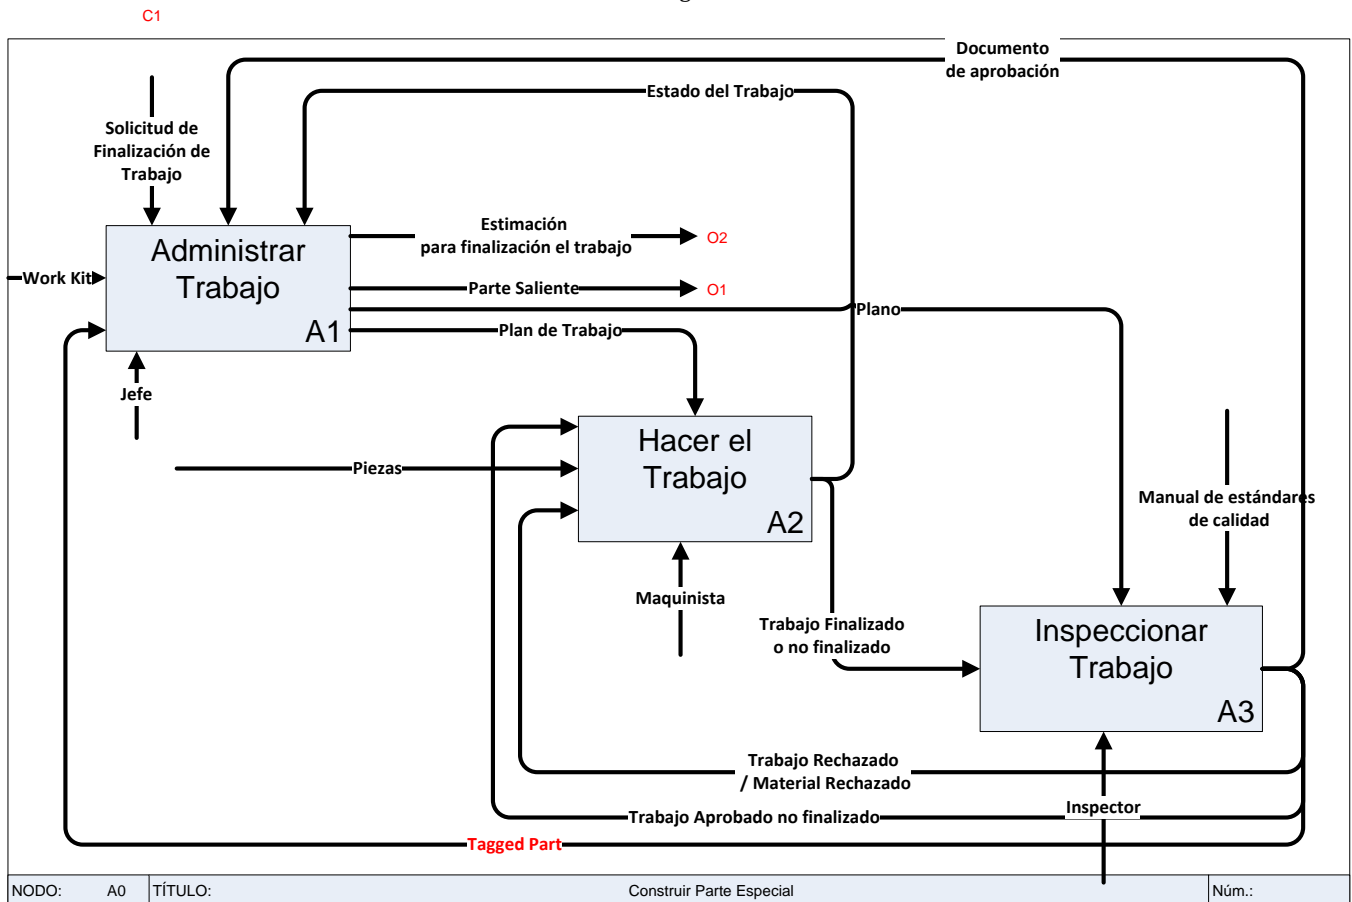 C1
Documento
de aprobación
Estado del Trabajo
Solicitud de
Finalización de
Trabajo
Administrar
Trabajo
A1
Estimación
para finalización el trabajo
O2
Work Kit
Parte Saliente
O1
Plano
Plan de Trabajo
Jefe
Hacer el
Trabajo
A2
Piezas
Manual de estándares
de calidad
Maquinista
Trabajo Finalizado
o no finalizado
Inspeccionar
Trabajo
A3
Trabajo Rechazado
/ Material Rechazado
Inspector
Trabajo Aprobado no finalizado
Tagged Part
NODO: A0 TÍTULO: Construir Parte Especial Núm.: